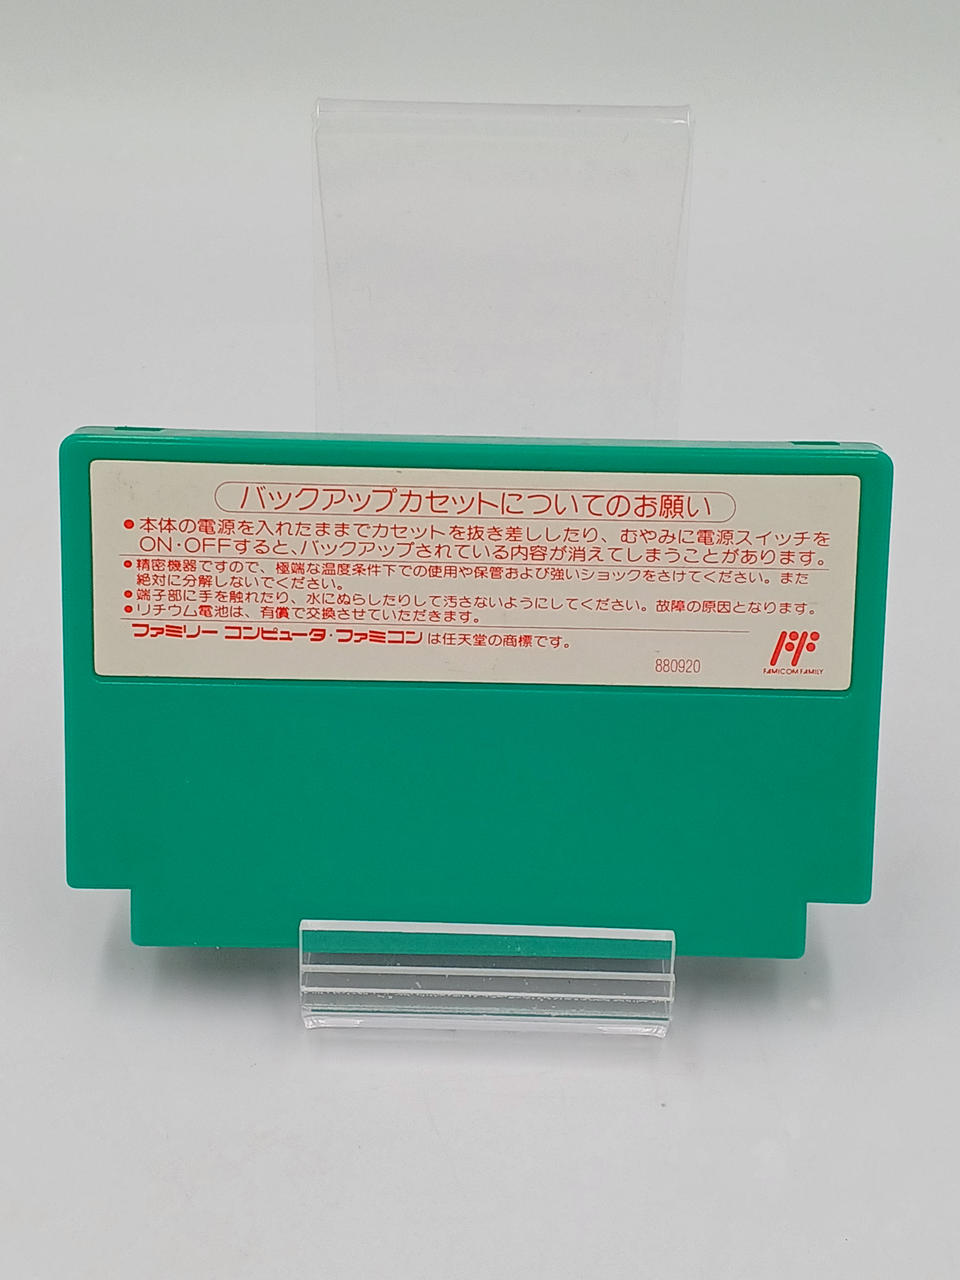 バックアップカセットについてのお願い
●本体の電源を入れたままでカセットを抜き差ししたり、むやみに電源スイッチを
ON・OFFすると、バックアップされている内容が消えてしまうことがあります。
●精密機器ですので、極端な温度条件下での使用や保管および強いショックをさけてください。また
絶対に分解しないでください。
●端子部に手を触れたり、水にぬらしたりして汚さないようにしてください。故障の原因となります。
●リチウム電池は、有償で交換させていただきます。
ファミリーコンピュータ・ファミコンは任天堂の商標です。
880920
FAMICOM FAMILY